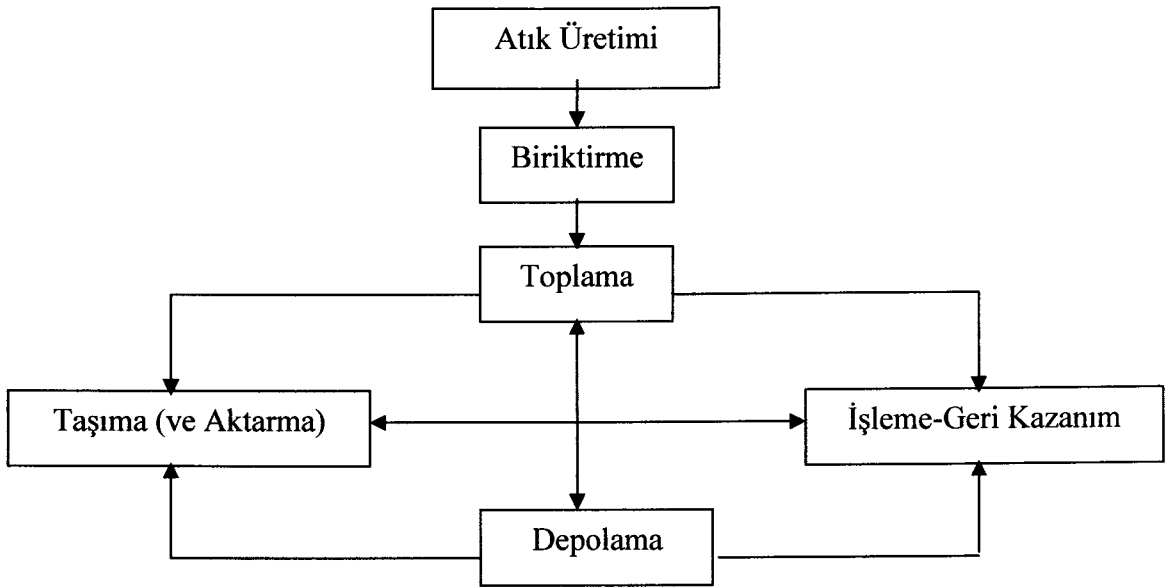 Atık Üretimi
Biriktirme
Toplama
Taşıma (ve Aktarma)
İşleme-Geri Kazanım
Depolama